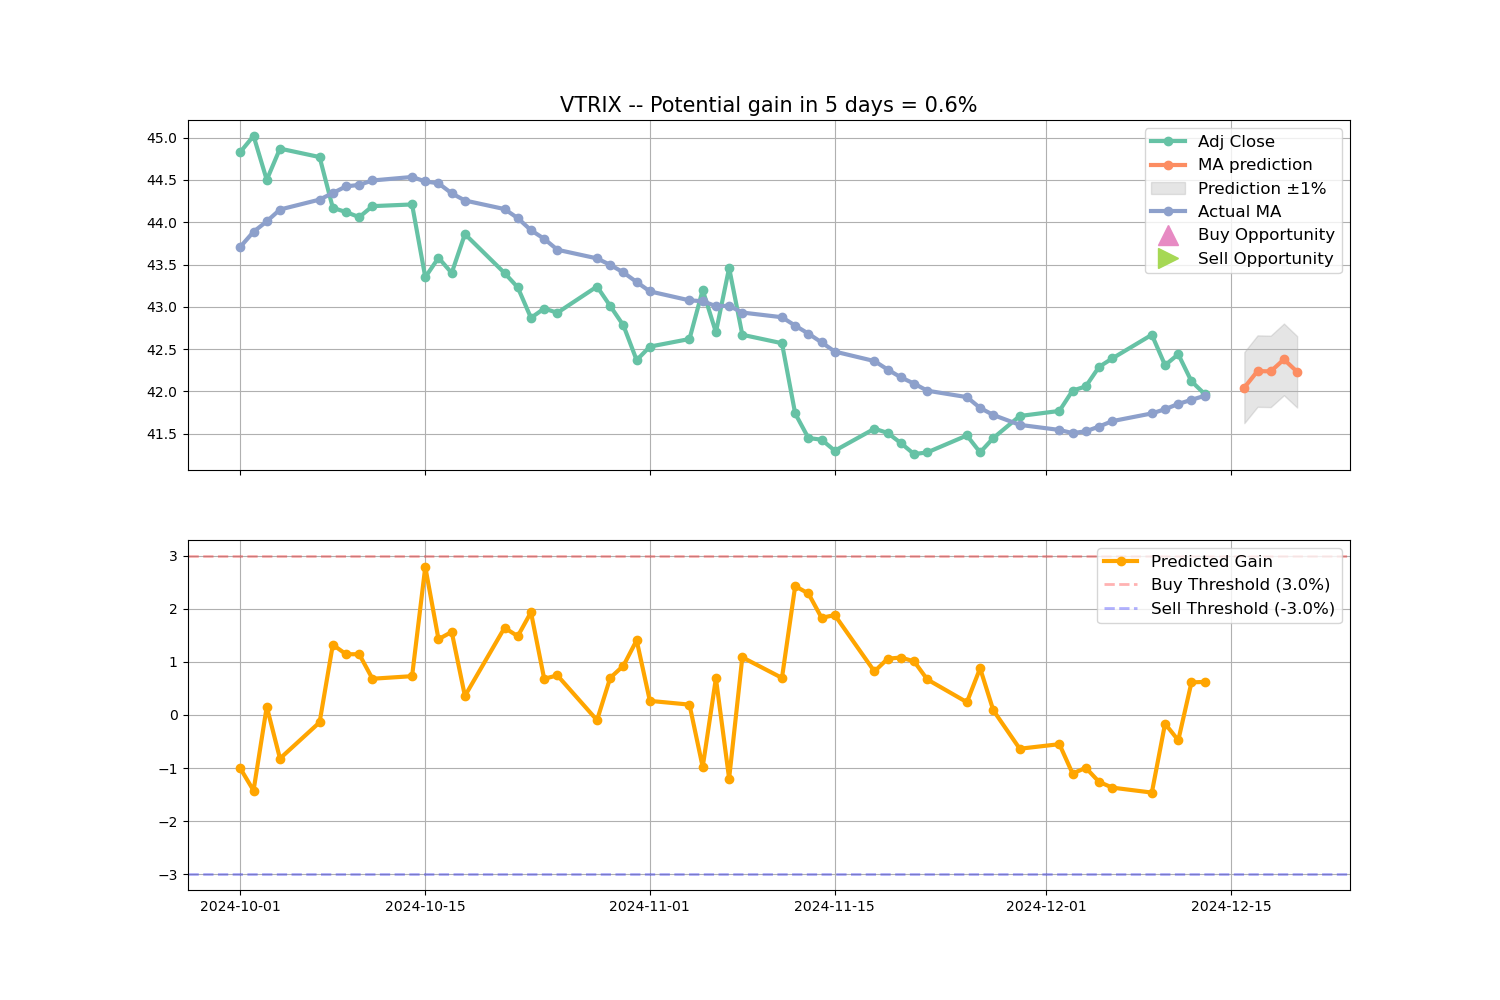 VTRIX -- Potential gain in 5 days = 0.6%
45.0
44.5
44.0
43.5
43.0
42.5
42.0
41.5
Adj Close
MA prediction
Prediction ±1%
Actual MA
Buy Opportunity
Sell Opportunity
3
2
1
0
−1
−2
−3
Predicted Gain
Buy Threshold (3.0%)
Sell Threshold (-3.0%)
2024-10-01 2024-10-15 2024-11-01 2024-11-15 2024-12-01 2024-12-15